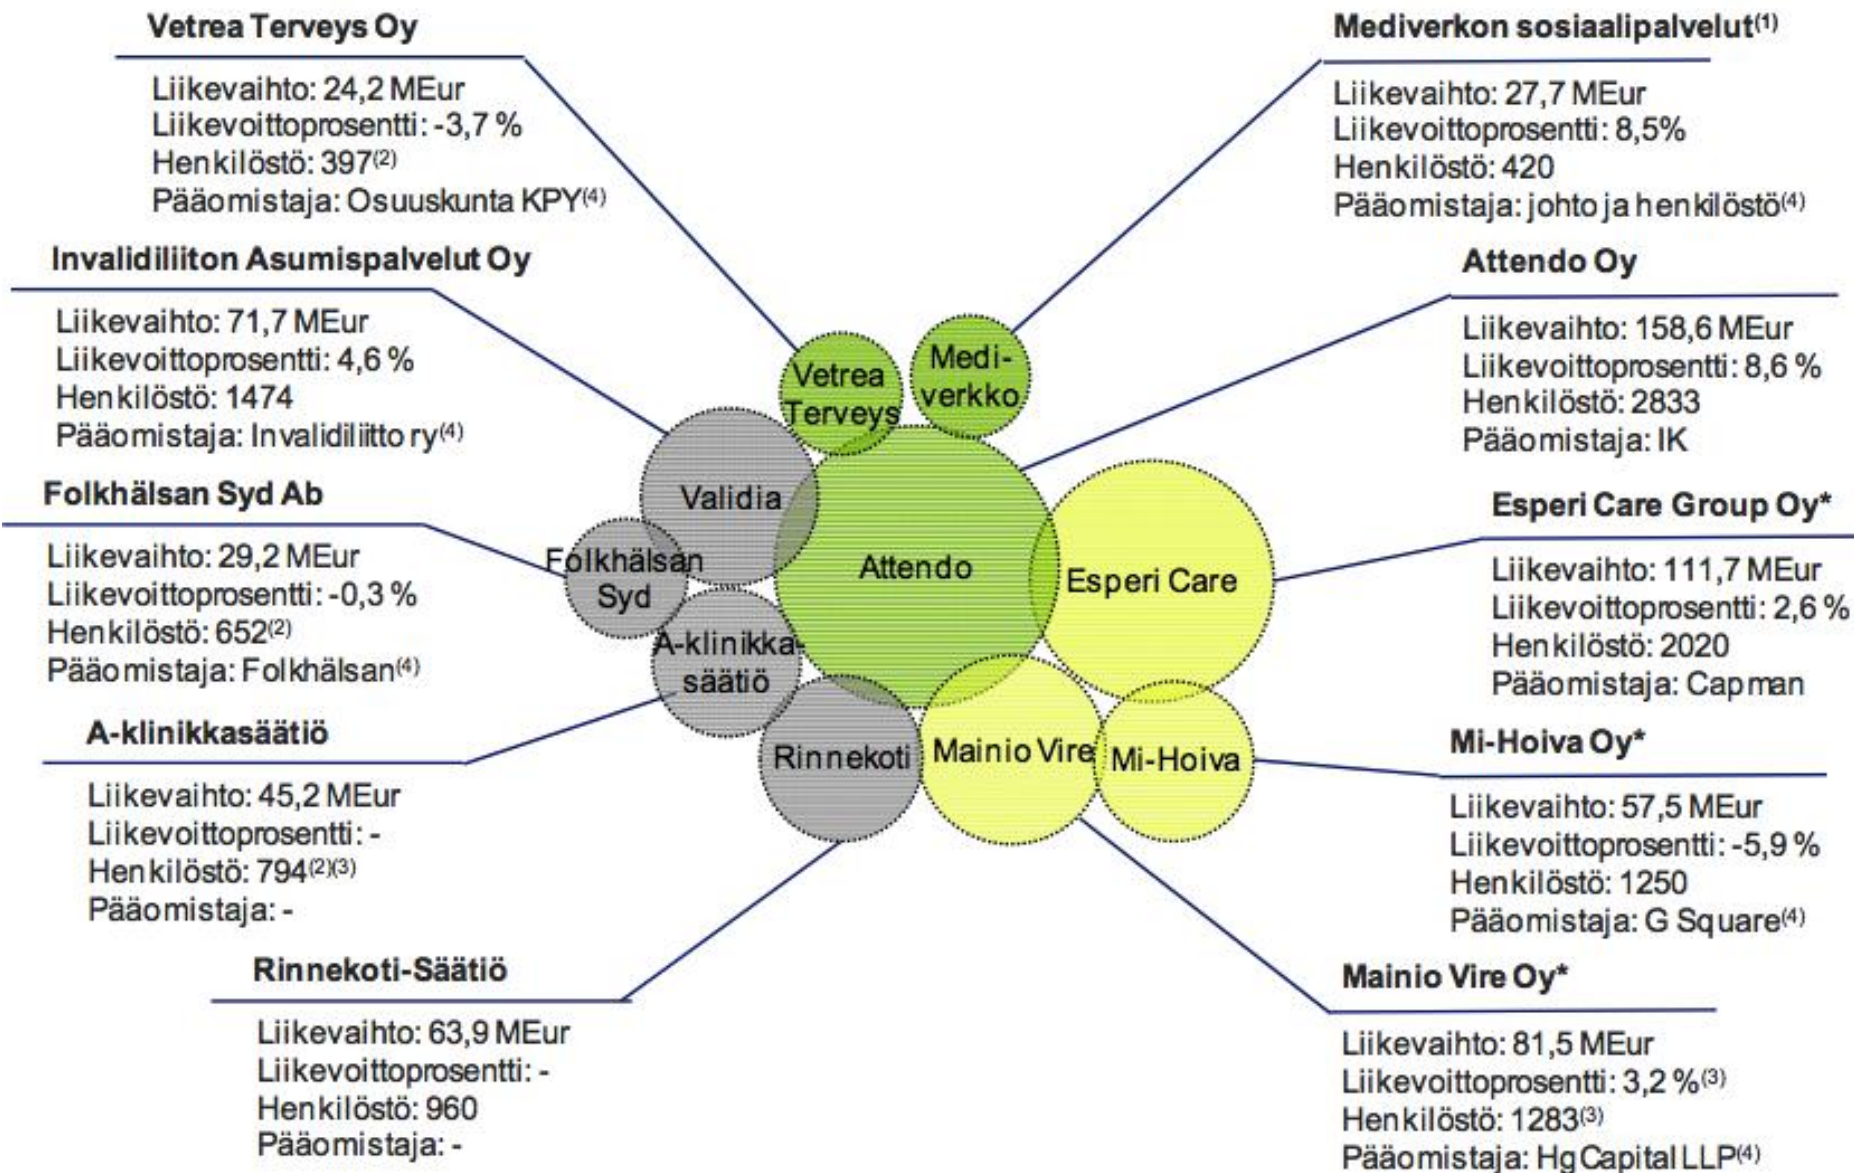 Vetrea Terveys Oy
Liikevaihto: 24,2 MEur
Liikevoittoprosentti: -3,7 %
Henkilöstö: 397(2)
Pääomistaja: Osuuskunta KPY(4)
Invalidiliiton Asumispalvelut Oy
Liikevaihto: 71,7 MEur
Liikevoittoprosentti: 4,6 %
Henkilöstö: 1474
Pääomistaja: Invalidiliitto ry(4)
Folkhälsan Syd Ab
Liikevaihto: 29,2 MEur
Liikevoittoprosentti: -0,3 %
Henkilöstö: 652(2)
Pääomistaja: Folkhälsan(4)
A-klinikkasäätiö
Liikevaihto: 45,2 MEur
Liikevoittoprosentti: -
Henkilöstö: 794(2)(3)
Pääomistaja: -
Rinnekoti-Säätiö
Liikevaihto: 63,9 MEur
Liikevoittoprosentti: -
Henkilöstö: 960
Pääomistaja: -
Vetrea
Terveys
Medi-
verkko
Validia
Folkhälsan
Syd
Attendo
Esperi Care
A-klinikka-
säätiö
Rinnekoti
Mainio Vire
Mi-Hoiva
Mediverkon sosiaalipalvelut(1)
Liikevaihto: 27,7 MEur
Liikevoittoprosentti: 8,5%
Henkilöstö: 420
Pääomistaja: johto ja henkilöstö(4)
Attendo Oy
Liikevaihto: 158,6 MEur
Liikevoittoprosentti: 8,6 %
Henkilöstö: 2833
Pääomistaja: IK
Esperi Care Group Oy*
Liikevaihto: 111,7 MEur
Liikevoittoprosentti: 2,6 %
Henkilöstö: 2020
Pääomistaja: Capman
Mi-Hoiva Oy*
Liikevaihto: 57,5 MEur
Liikevoittoprosentti: -5,9 %
Henkilöstö: 1250
Pääomistaja: G Square(4)
Mainio Vire Oy*
Liikevaihto: 81,5 MEur
Liikevoittoprosentti: 3,2 %(3)
Henkilöstö: 1283(3)
Pääomistaja: HgCapital LLP(4)